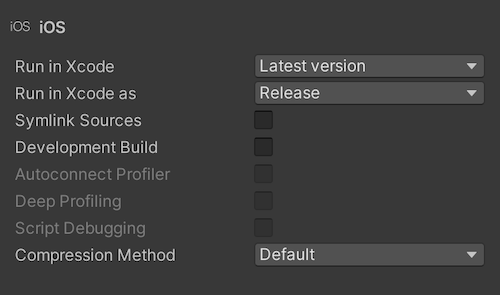 iOS iOS
Run in Xcode Latest version
Run in Xcode as Release
Symlink Sources
Development Build
Autoconnect Profiler
Deep Profiling
Script Debugging
Compression Method Default